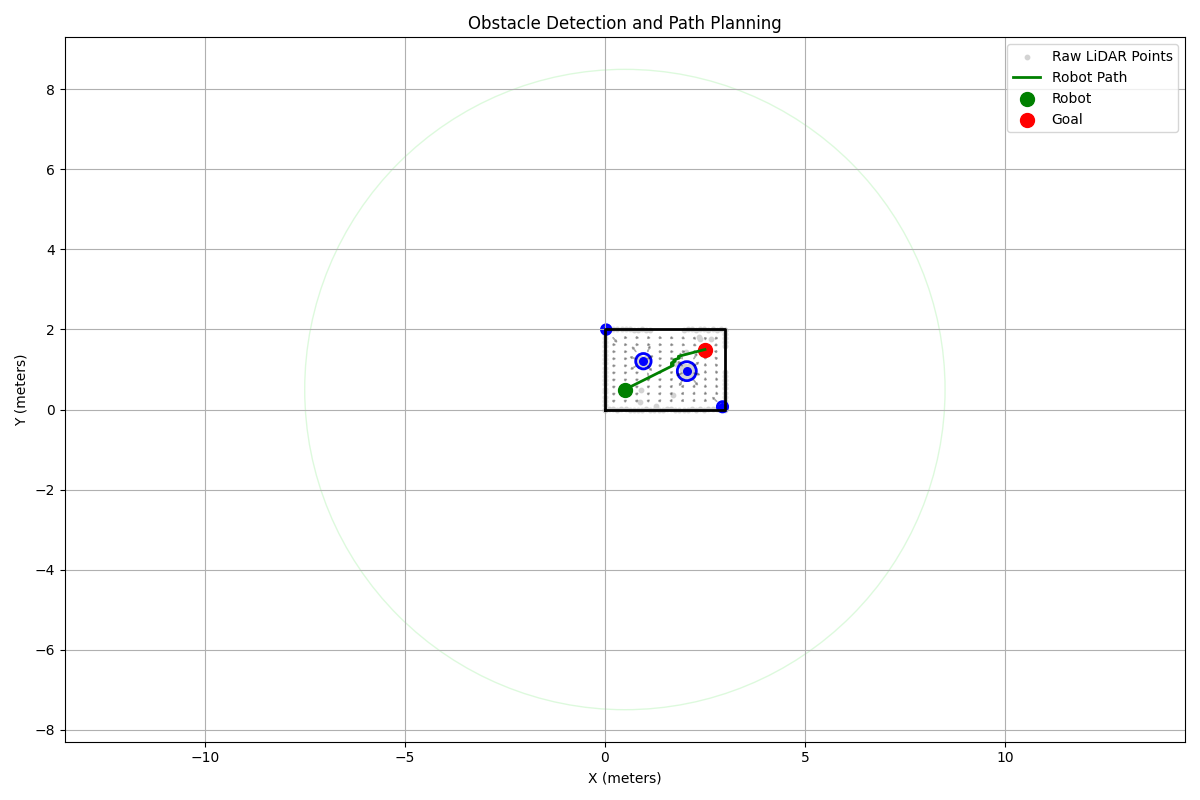 Obstacle Detection and Path Planning
Raw LiDAR Points
Robot Path
Robot
Goal
Y (meters)
8
6
4
2
0
−2
−4
−6
−8
−10
−5
0
5
10
X (meters)